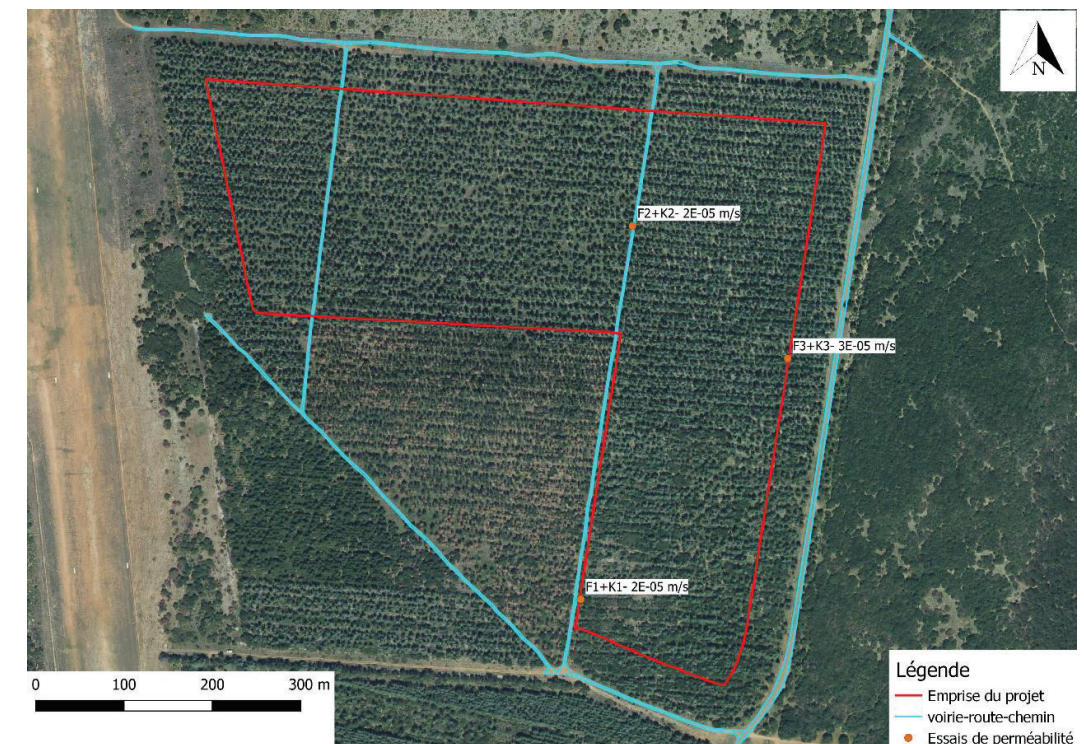 N
F2+K2- 2E-05 m/s
F3+K3- 3E-05 m/s
F1+K1- 2E-05 m/s
0 100 200 300 m
Légende
Emprise du projet
voirie-route-chemin
Essais de perméabilité